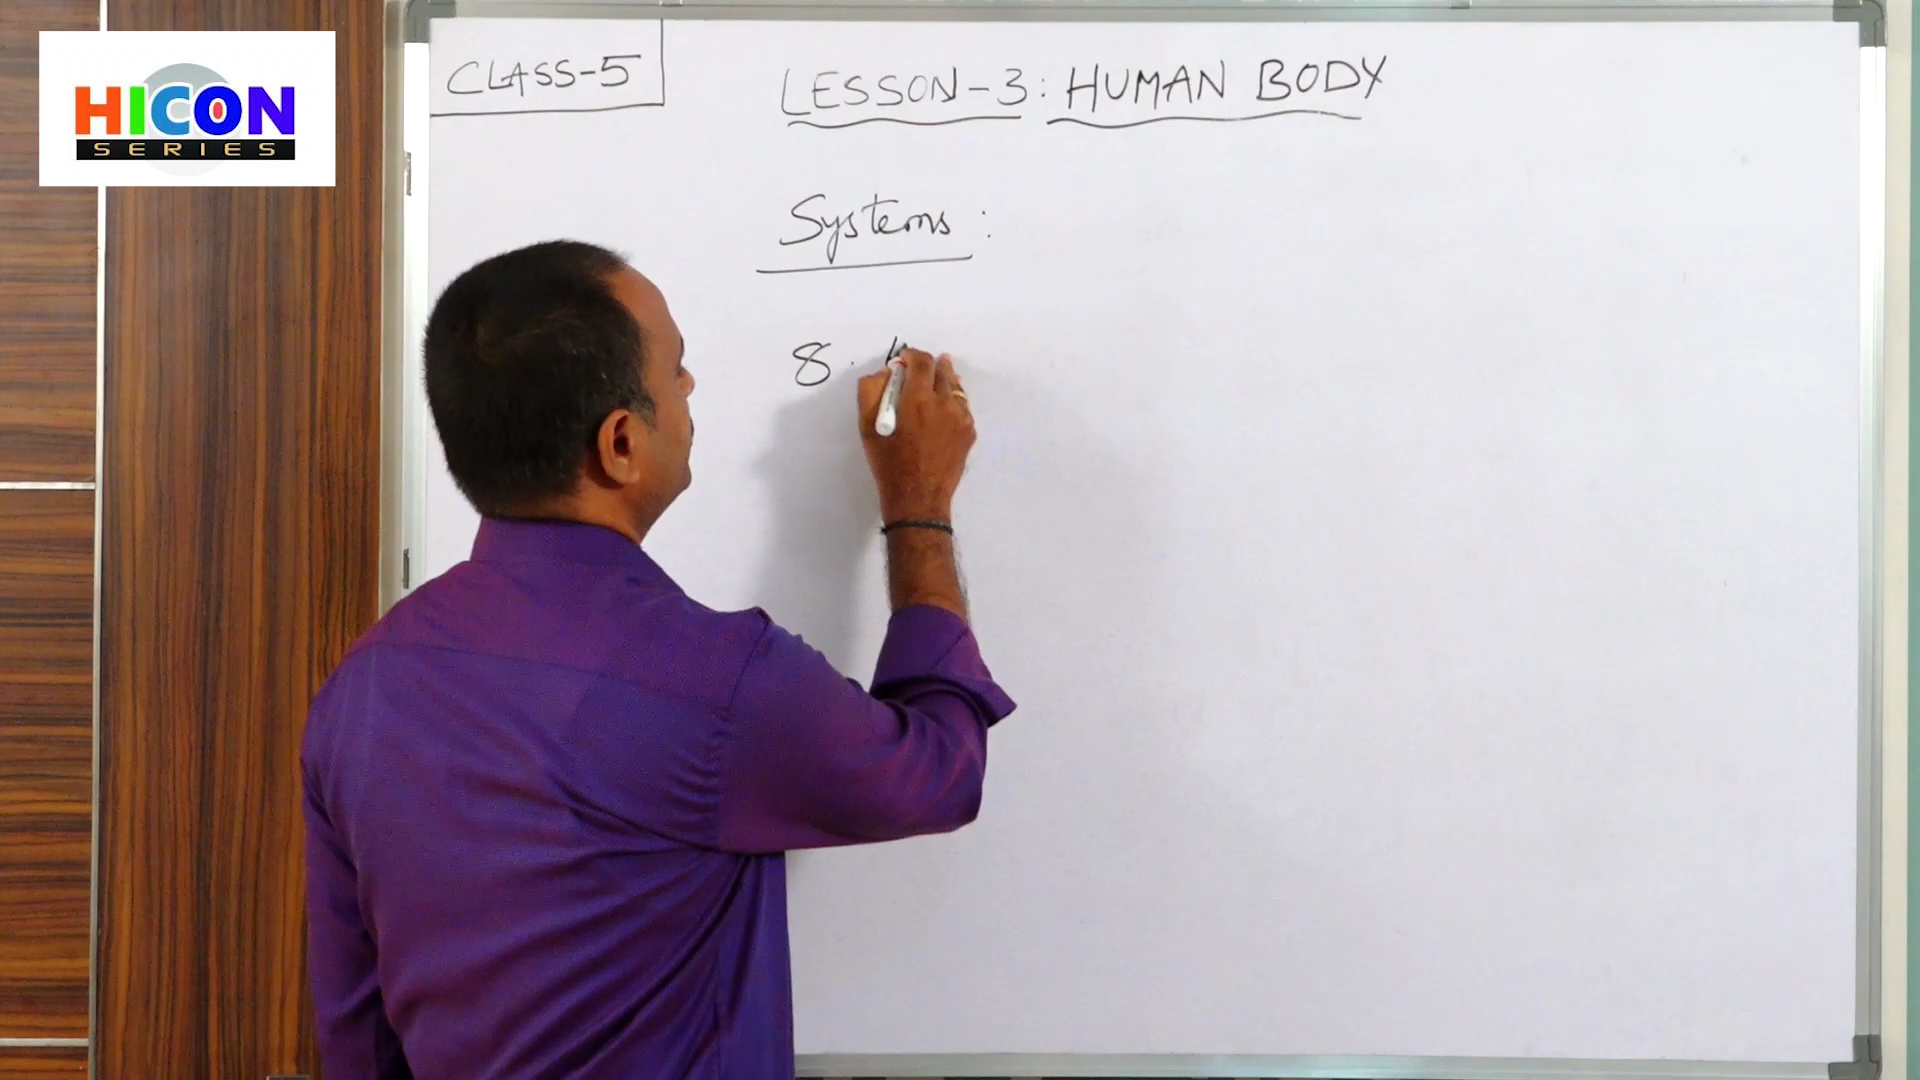 HICON
SERIES
CLASS-5
LESSON-3: HUMAN BODY
Systems:
8.